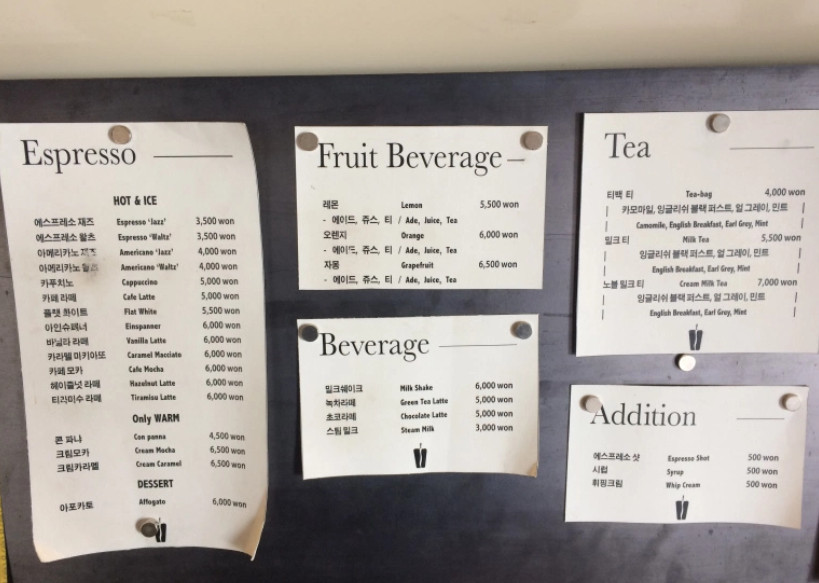 Espresso
HOT & ICE
에스프레소 재즈 Espresso 'Jazz' 3,500 won
에스프레소 왈츠 Espresso 'Waltz' 3,500 won
아메리카노 재즈 Americano 'Jazz' 4,000 won
아메리카노 Americano 'Waltz' 4,000 won
카푸치노 Cappuccino 5,000 won
카페 라떼 Cafe Latte 5,000 won
플랫 화이트 Flat White 5,500 won
아인슈페너 Einspanner 6,000 won
바닐라 라떼 Vanilla Latte 6,000 won
카라멜 마키아또 Caramel Macciato 6,000 won
카페 모카 Cafe Mocha 6,000 won
헤이즐넛 라떼 Hazelnut Latte 6,000 won
티라미수 라떼 Tiramisu Latte 6,000 won
Only WARM
콘 파냐 Con panna 4,500 won
크림모카 Cream Mocha 6,500 won
크림카라멜 Cream Caramel 6,500 won
DESSERT
아포카토 Affogato 6,000 won
Fruit Beverage
레몬 Lemon 5,500 won
- 에이드, 쥬스, 티 / Ade, Juice, Tea
오렌지 Orange 6,000 won
- 에이드, 쥬스, 티 / Ade, Juice, Tea
자몽 Grapefruit 6,500 won
- 에이드, 쥬스, 티 / Ade, Juice, Tea
Beverage
밀크쉐이크 Milk Shake 6,000 won
녹차라떼 Green Tea Latte 5,000 won
초코라떼 Chocolate Latte 5,000 won
스팀 밀크 Steam Milk 3,000 won
Tea
티백 티 Tea-bag 4,000 won
카모마일, 잉글리쉬 블랙 퍼스트, 얼 그레이, 민트
Camomile, English Breakfast, Earl Grey, Mint
밀크 티 Milk Tea 5,500 won
잉글리쉬 블랙 퍼스트, 얼 그레이, 민트
English Breakfast, Earl Grey, Mint
노블 밀크 티 Cream Milk Tea 7,000 won
잉글리쉬 블랙 퍼스트, 얼 그레이, 민트
English Breakfast, Earl Grey, Mint
Addition
에스프레소 샷 Espresso Shot 500 won
시럽 Syrup 500 won
휘핑크림 Whip Cream 500 won